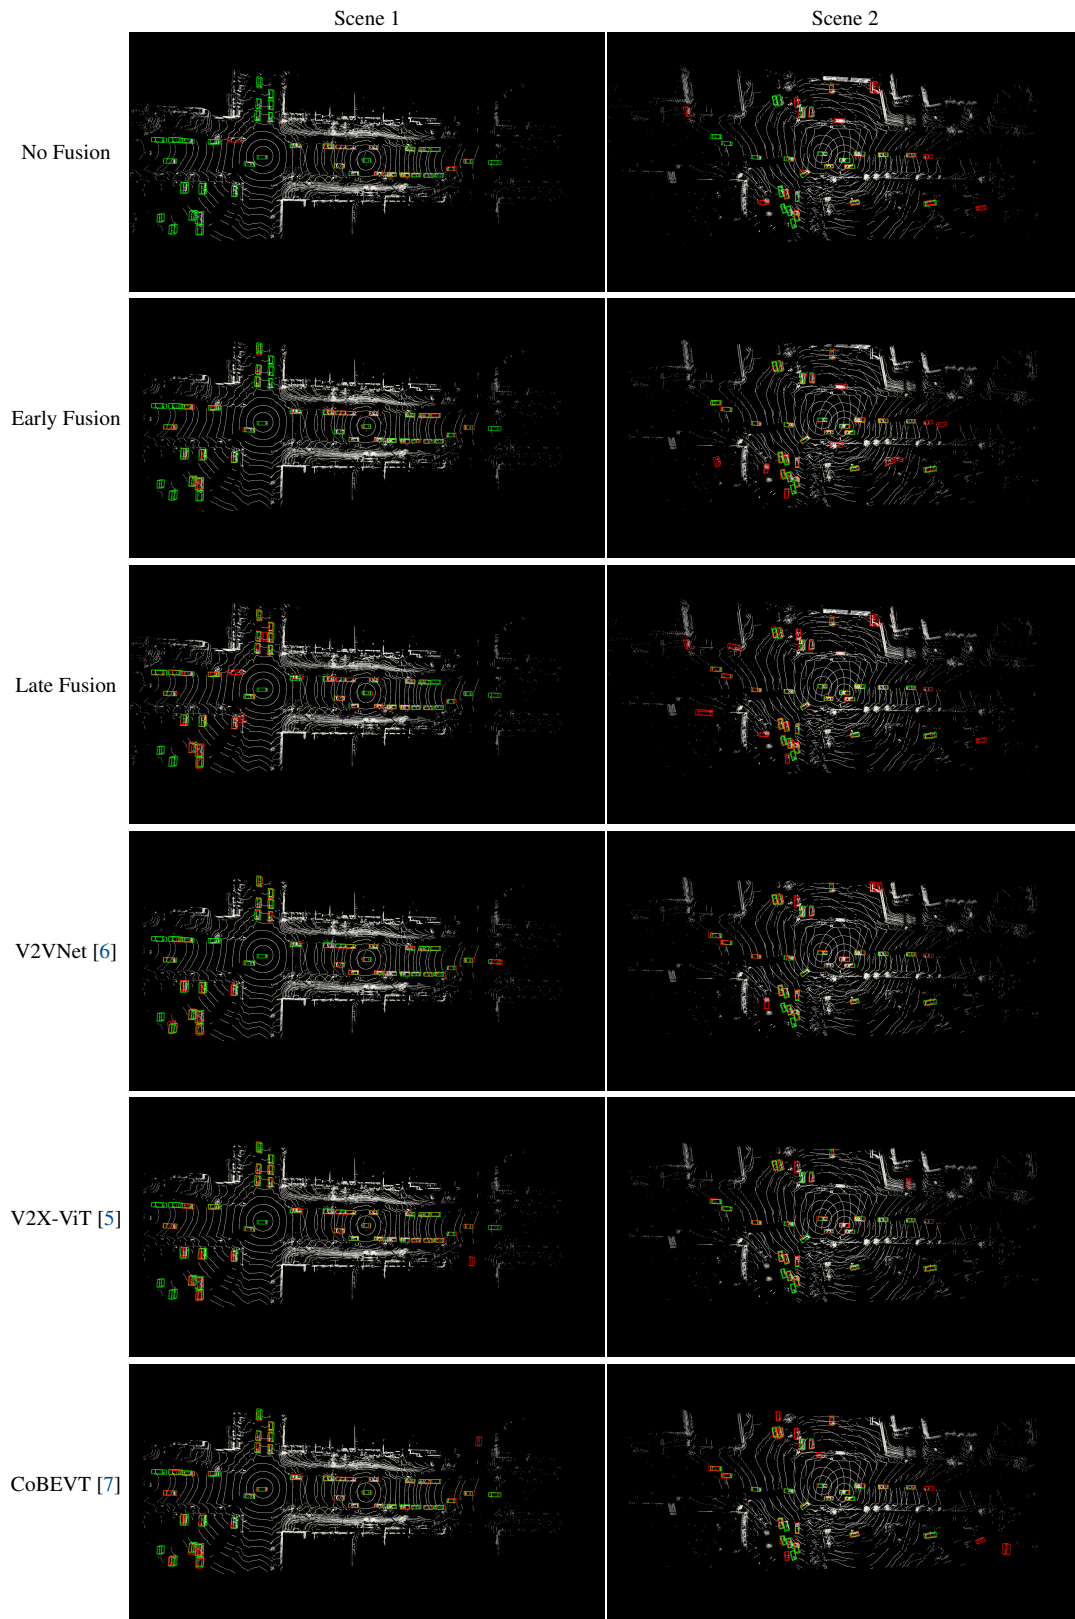 Scene 1
Scene 2
No Fusion
Early Fusion
Late Fusion
V2VNet [6]
V2X-ViT [5]
CoBEVT [7]